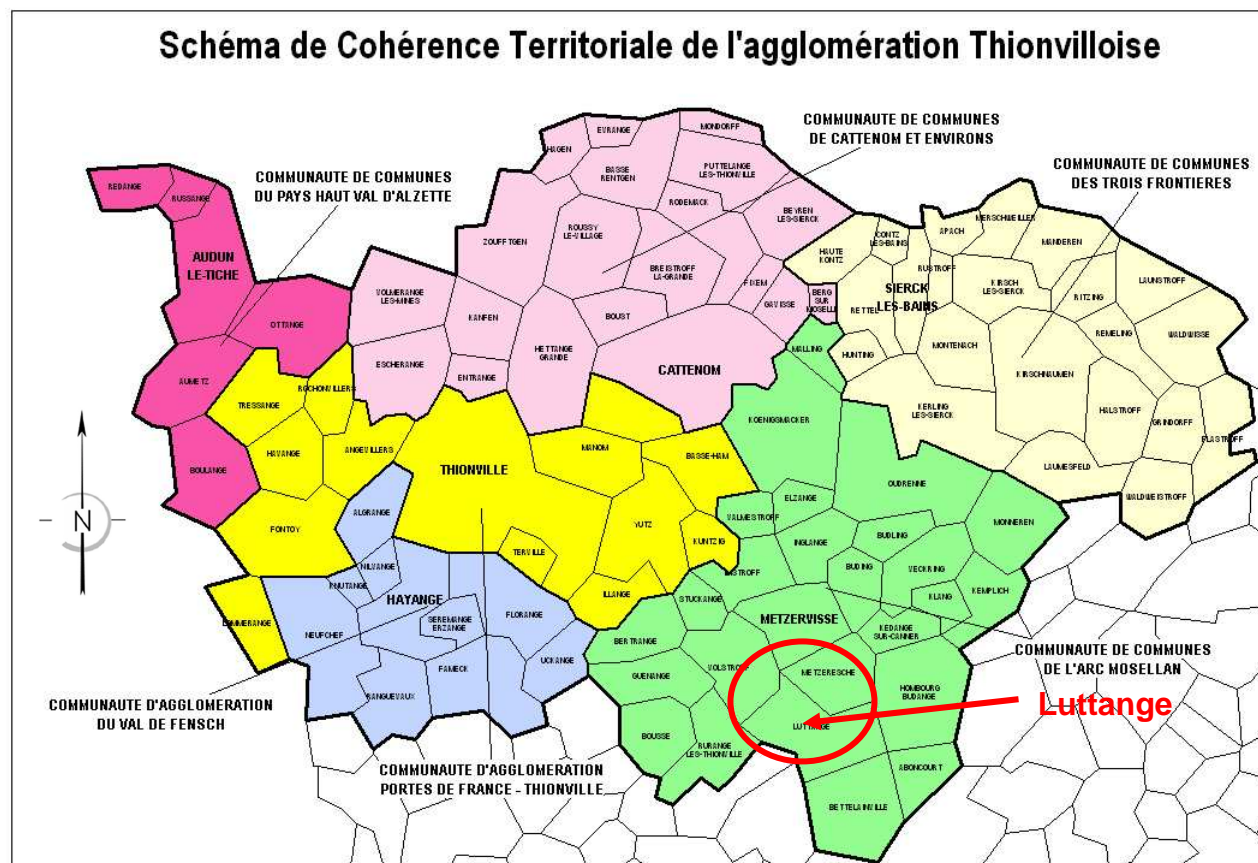 Schéma de Cohérence Territoriale de l'agglomération Thionvilloise
COMMUNAUTE DE COMMUNES
DE CATTENOM ET ENVIRONS
COMMUNAUTE DE COMMUNES
DU PAYS HAUT VAL D'ALZETTE
COMMUNAUTE DE COMMUNES
DES TROIS FRONTIERES
REDANGE
RUSSANGE
AUDUN
LE-TICHE
OTTANGE
AUMETZ
BOULANGE
HAGEN
EVRANGE
MONDORFF
BASSE
RENTGEN
PUTTELANGE
LES-THIONVILLE
RODEMACK
BEYREN
LES-SIERCK
ZOUFFTGEN
ROUSSY
LE-VILLAGE
BREISTROFF
LA-GRANDE
FIXEM
GAVISSE
BERG
SUR
VOLMERANGE
LES-MINES
KANFEN
BOUST
HETTANGE
GRANDE
ESCHERANGE
ENTRANGE
CATTENOM
HAUTE
KONTZ
CONTZ
LES-BAINS
APACH
MERSCHWEILLER
MANDEREN
RUSTROFF
SIERCK
LES-BAINS
KIRSCH
LES-SIERCK
RITZING
LAUNSTROFF
RETTEL
REMELING
WALDWISSE
HUNTING
MONTENACH
KIRSCHNAUMEN
KERLING
LES-SIERCK
HALSTROFF
GRINDORFF
LAUMESFELD
WALDWEISTROFF
TRESSANGE
ROCHONVILLERS
HAVANGE
ANGEVILLERS
FONTOY
THIONVILLE
MANOM
BASSE-HAM
YUTZ
KUNTZIG
TERVILLE
ILLANGE
N
ALGRANGE
NILVANGE
KNUTANGE
HAYANGE
NEUFCHEF
SEREMANGE
ERZANGE
FLORANGE
FAMECK
UCKANGE
RANGUEVAUX
MALLING
KOENIGSMACKER
OUDRENNE
ELZANGE
VALMESTROFF
INGLANGE
BUDLING
MONNEREN
BUDING
VECKRING
KLANG
KEMPLICH
STUCKANGE
METZERVISSE
KEDANGE
SUR-CANNER
BERTRANGE
GUENANGE
METZERESCHE
HOMBOURG
BUDANGE
LUTTANGE
BOUSSE
RURANGE
LES-THIONVILLE
ABONCOURT
BETTELAINVILLE
COMMUNAUTE DE COMMUNES
DE L'ARC MOSELLAN
Luttange
COMMUNAUTE D'AGGLOMERATION
DU VAL DE FENSCH
COMMUNAUTE D'AGGLOMERATION
PORTES DE FRANCE - THIONVILLE